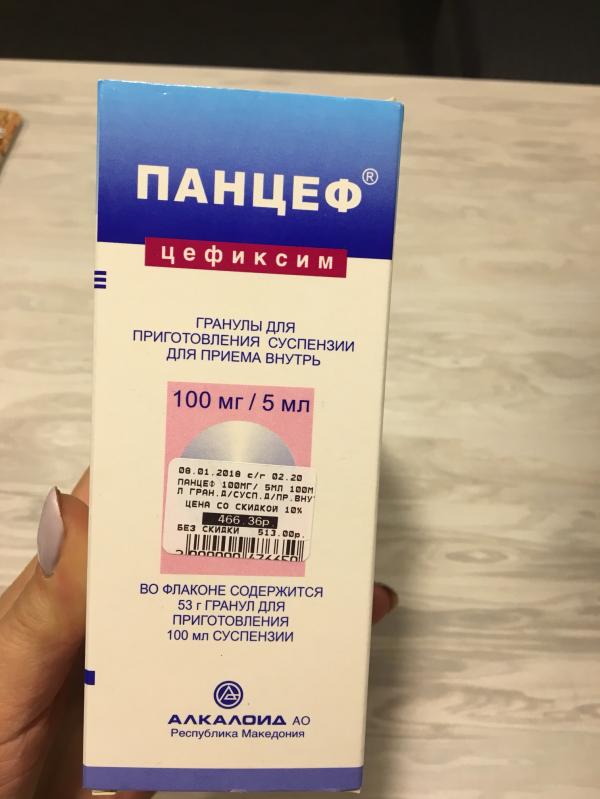 ПАНЦЕФ®
цефиксим
ГРАНУЛЫ ДЛЯ
ПРИГОТОВЛЕНИЯ СУСПЕНЗИИ
ДЛЯ ПРИЕМА ВНУТРЬ
100 мг / 5 мл
08.01.2018 с/г 02.20
ПАНЦЕФ 100МГ/ 5МЛ 100М
Л ГРАН.Д/СУСП.Д/ПР.ВНУ
ЦЕНА СО СКИДКОЙ 10%
466 36р.
БЕЗ СКИДКИ 513.00р.
ВО ФЛАКОНЕ СОДЕРЖИТСЯ
53 г ГРАНУЛ ДЛЯ
ПРИГОТОВЛЕНИЯ
100 мл СУСПЕНЗИИ
АЛКАЛОИД АО
Республика Македония